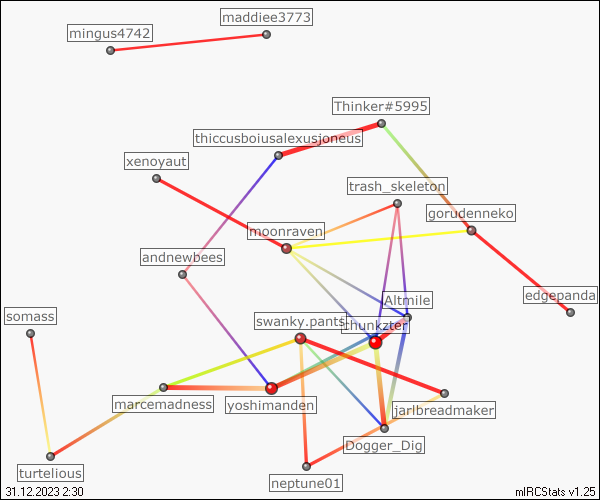 maddiee3773
mingus4742
Thinker#5995
thiccusboiusalexusjoneus
xenoyaut
trash_skeleton
gorudenneko
moonraven
andnewbees
edgepanda
Altmile
somass
swanky.pants
chunkzter
marcemadness
yoshimanden
jarlbreadmaker
Dogger_Dig
turtelious
neptune01
31.12.2023 2:30
mIRCStats v1.25